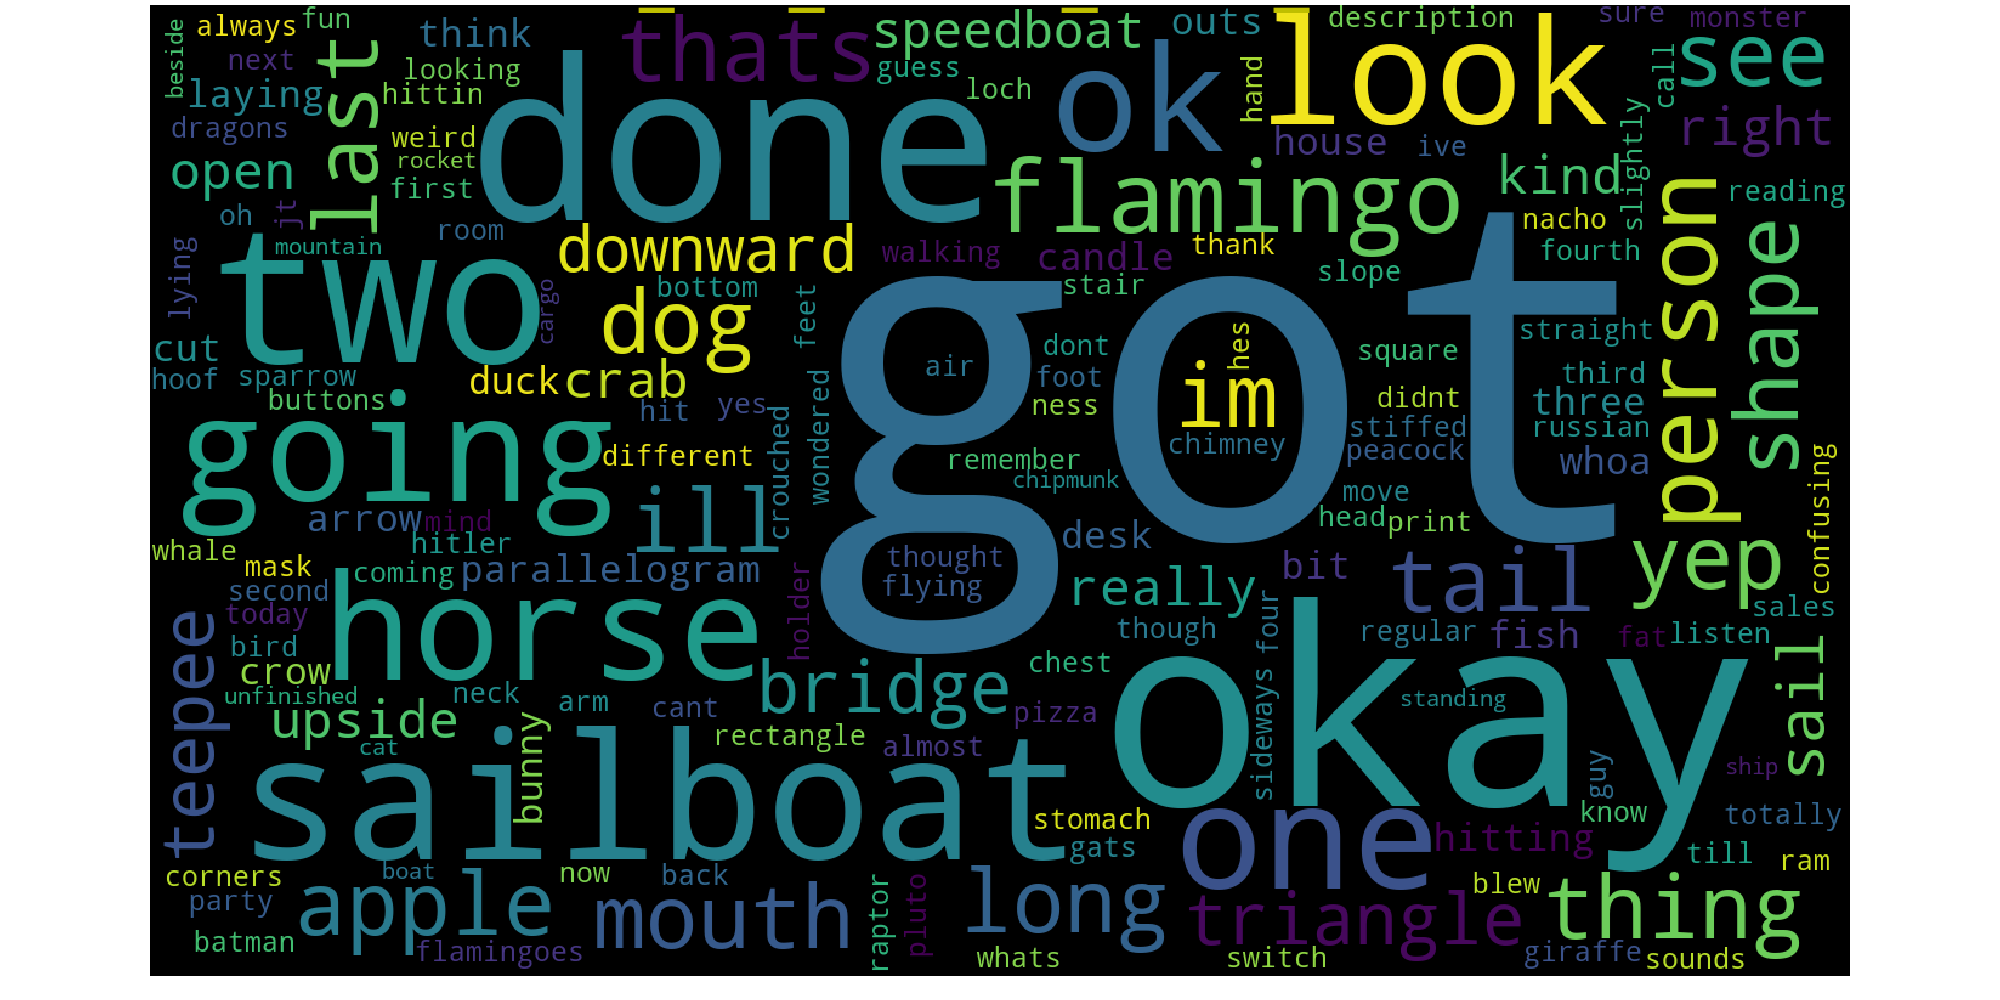 always
fun
beside
next
last
think
thats
speedboat
outs
look
description
sure
monster
looking
guess
loch
hand
call
see
laying
hittin
done
ok
dragons
weird
house
ive
slightly
right
open
rocket
first
flamingo
kind
reading
oh
jt
room
nacho
person
shape
mountain
downward
walking
candle
thank
fourth
lying
two
bottom
stair
slope
cargo
dog
feet
got
straight
cut
air
dont
im
hes
square
hoof
sparrow
duck
crab
foot
third
buttons
hit
yes
ness
didnt
three
going
crouched
wondered
chimney
stiffed
russian
different
remember
peacock
whoa
chipmunk
confusing
arrow
mind
ill
move
head
print
whale
hitler
desk
yep
mask
coming
parallelogram
thought
really
bit
tail
second
flying
sales
today
horse
holder
though
four
regular
fish
fat
listen
teepee
bird
crow
bridge
chest
okay
sail
unfinished
neck
arm
cant
pizza
sideways
standing
upside
bunny
rectangle
almost
cat
guy
ship
sailboat
stomach
one
hitting
know
totally
gats
till
corners
boat
now
back
raptor
pluto
long
blew
ram
party
apple
mouth
triangle
thing
batman
flamingoes
whats
switch
giraffe
sounds